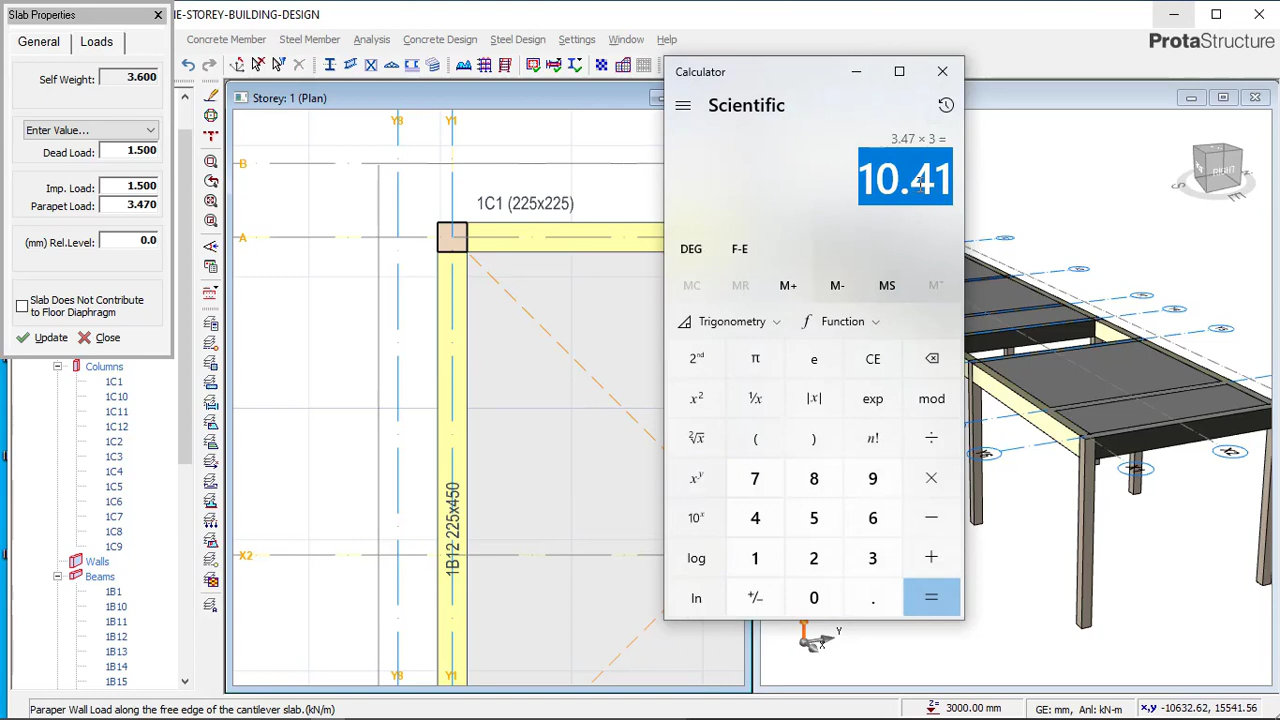 Slab Properties
NE-STOREY-BUILDING-DESIGN
Concrete Member Steel Member Analysis Concrete Design Steel Design Settings Window Help
ProtaStructure
General Loads
Self Weight: 3.600
Enter Value...
Dead Load: 1.500
Imp. Load: 1.500
Parapet Load: 3.470
(mm) Rel.Level: 0.0
Slab Does Not Contribute
to Floor Diaphragm
Update Close
Columns
1C1
1C10
1C11
1C12
1C2
1C3
1C4
1C5
1C6
1C7
1C8
1C9
Walls
Beams
1B1
1B10
1B11
1B12
1B13
1B14
1B15
Storey: 1 (Plan)
Y3 Y1
B
1C1 (225x225)
A
1B12 225x450
X2
Y3 Y1
Calculator
Scientific
3.47 × 3 =
10.41
DEG F-E
MC MR M+ M- MS M˅
Trigonometry Function
2nd π e CE
x² ¹/x |x| exp mod
²√x ( ) n! ÷
xʸ 7 8 9 ×
10ˣ 4 5 6 −
log 1 2 3 +
ln +/− 0 . =
RIGHT
S
E
Y
X
Paraper Wall Load along the free edge of the cantilever slab.(kN/m)
Z= 3000.00 mm
GE: mm, Anl: kN-m
x,y -10632.62, 15541.56